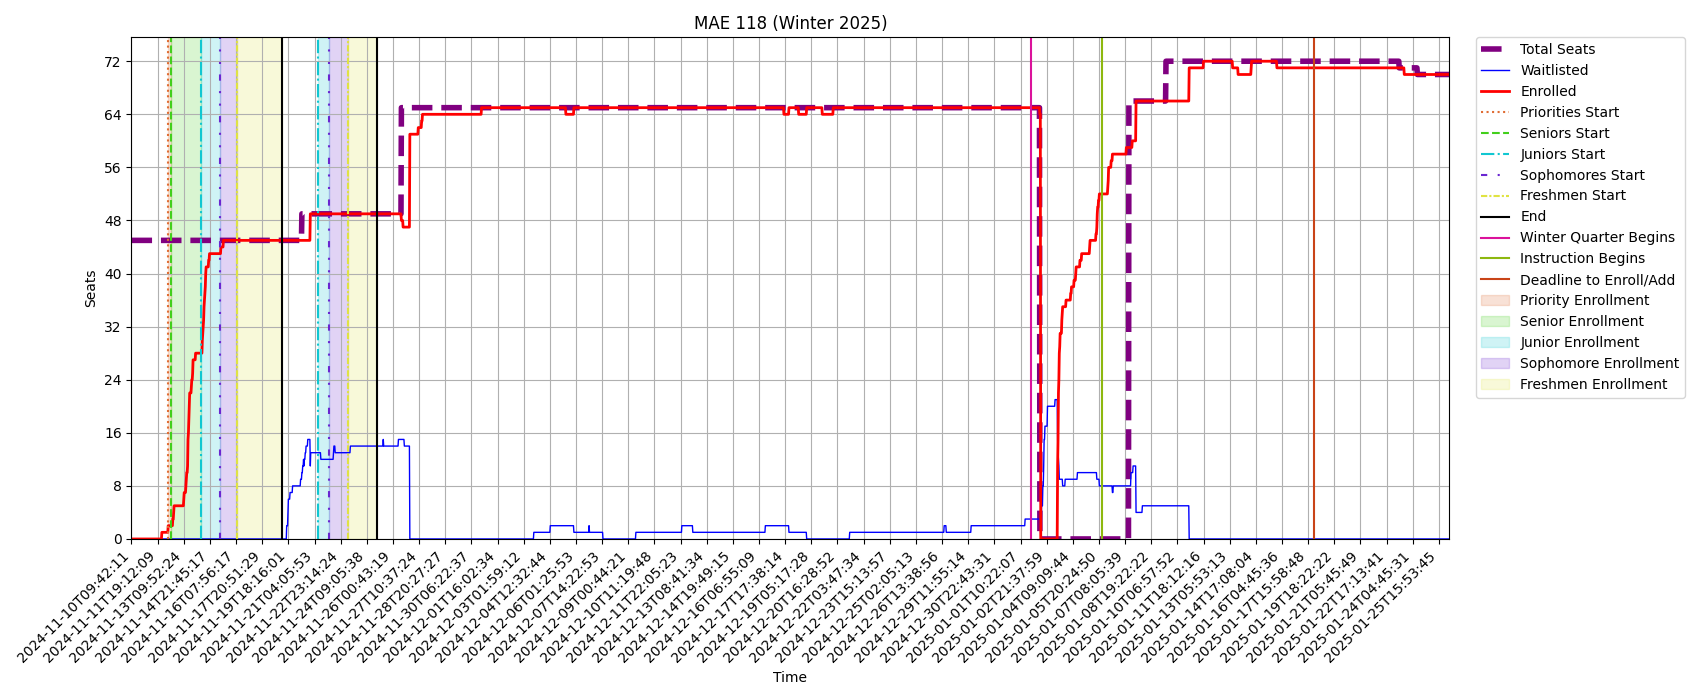 MAE 118 (Winter 2025)
Seats
72
64
56
48
40
32
24
16
8
0
2024-11-10T09:42:11
2024-11-11T19:12:09
2024-11-13T09:52:24
2024-11-14T21:45:17
2024-11-16T07:56:17
2024-11-17T20:51:29
2024-11-19T18:16:01
2024-11-21T04:05:53
2024-11-22T23:14:24
2024-11-24T09:05:38
2024-11-26T00:43:19
2024-11-27T10:37:24
2024-11-28T20:27:27
2024-11-30T06:22:37
2024-12-01T16:02:34
2024-12-03T01:59:12
2024-12-04T12:32:44
2024-12-06T01:25:53
2024-12-07T14:22:53
2024-12-09T00:44:21
2024-12-10T11:19:48
2024-12-11T22:05:23
2024-12-13T08:41:34
2024-12-14T19:49:15
2024-12-16T06:55:09
2024-12-17T17:38:14
2024-12-19T05:17:28
2024-12-20T16:28:52
2024-12-22T03:47:34
2024-12-23T15:13:57
2024-12-25T02:05:13
2024-12-26T13:38:56
2024-12-29T11:55:14
2024-12-30T22:43:31
2025-01-01T10:22:07
2025-01-02T21:37:59
2025-01-04T09:09:44
2025-01-05T20:24:50
2025-01-07T08:05:39
2025-01-08T19:22:22
2025-01-10T06:57:52
2025-01-11T18:12:16
2025-01-13T05:53:13
2025-01-14T17:08:04
2025-01-16T04:45:36
2025-01-17T15:58:48
2025-01-19T18:22:22
2025-01-21T05:45:49
2025-01-22T17:13:41
2025-01-24T04:45:31
2025-01-25T15:53:45
Time
Total Seats
Waitlisted
Enrolled
Priorities Start
Seniors Start
Juniors Start
Sophomores Start
Freshmen Start
End
Winter Quarter Begins
Instruction Begins
Deadline to Enroll/Add
Priority Enrollment
Senior Enrollment
Junior Enrollment
Sophomore Enrollment
Freshmen Enrollment